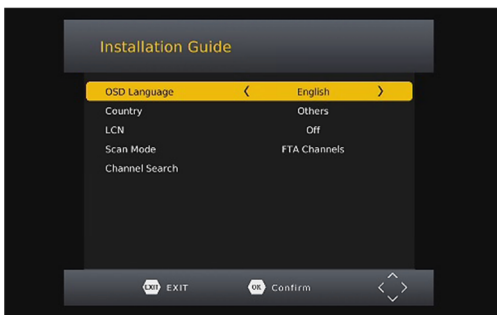 Installation Guide
OSD Language English
Country Others
LCN Off
Scan Mode FTA Channels
Channel Search
EXIT EXIT OK Confirm